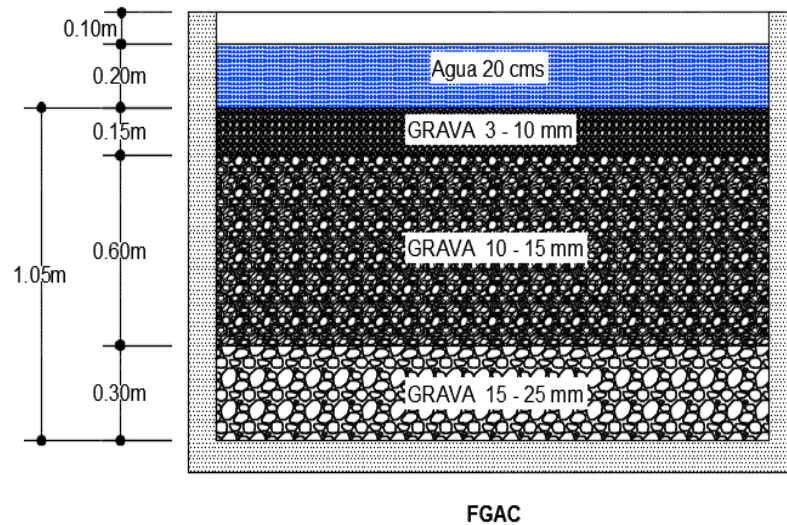 0.10m
0.20m
Agua 20 cms
0.15m
GRAVA 3 - 10 mm
0.60m
GRAVA 10 - 15 mm
1.05m
0.30m
GRAVA 15 - 25 mm
FGAC